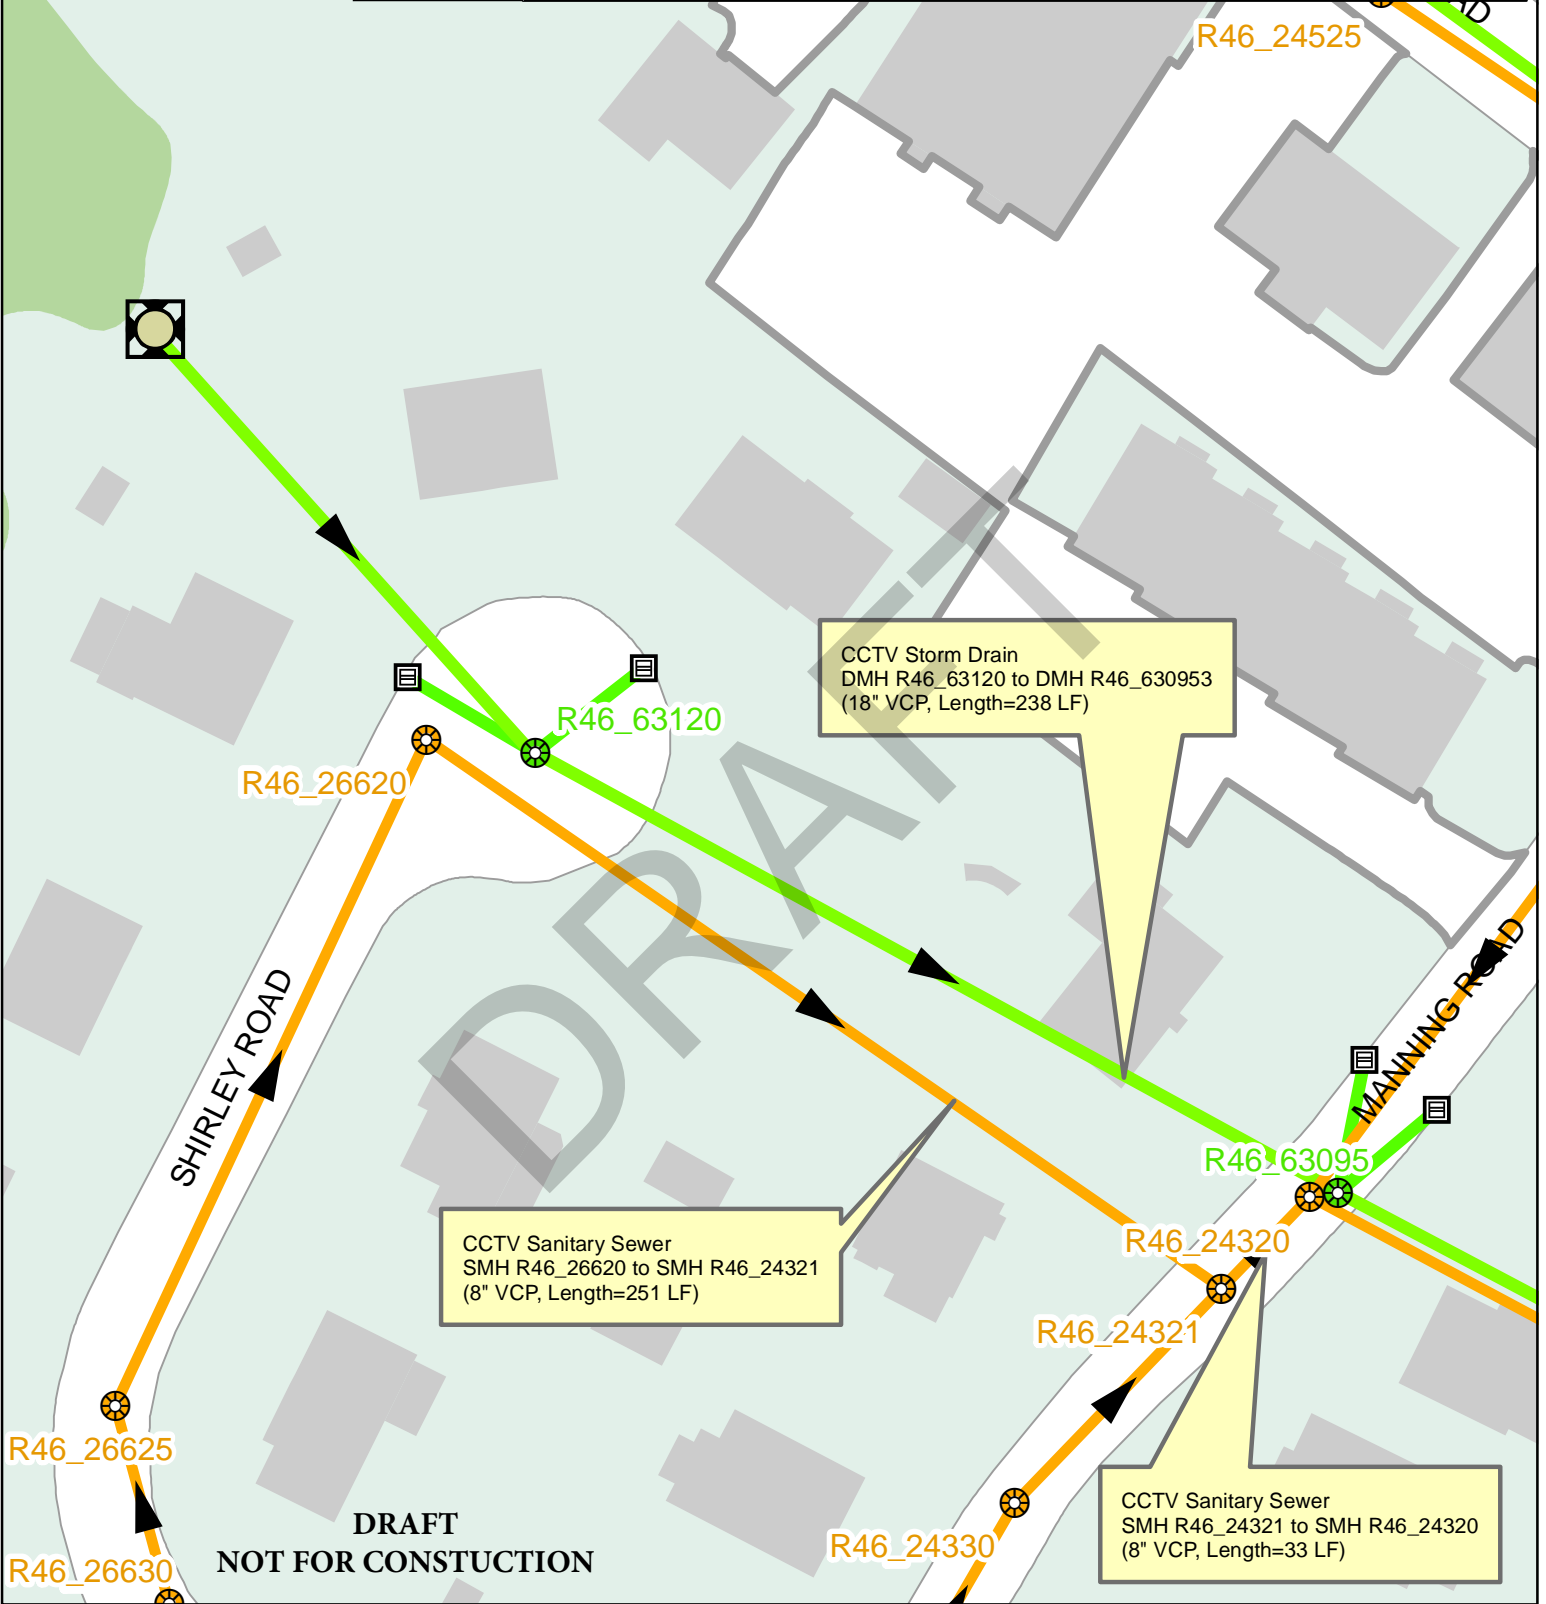 AD
R46_24525
CCTV Storm Drain
DMH R46_63120 to DMH R46_630953
(18" VCP, Length=238 LF)
R46_63120
R46_26620
SHIRLEY ROAD
MANNING ROAD
R46_63095
R46_24320
CCTV Sanitary Sewer
SMH R46_26620 to SMH R46_24321
(8" VCP, Length=251 LF)
R46_24321
R46_26625
CCTV Sanitary Sewer
SMH R46_24321 to SMH R46_24320
(8" VCP, Length=33 LF)
R46_24330
R46_26630
DRAFT
NOT FOR CONSTUCTION
DRAFT